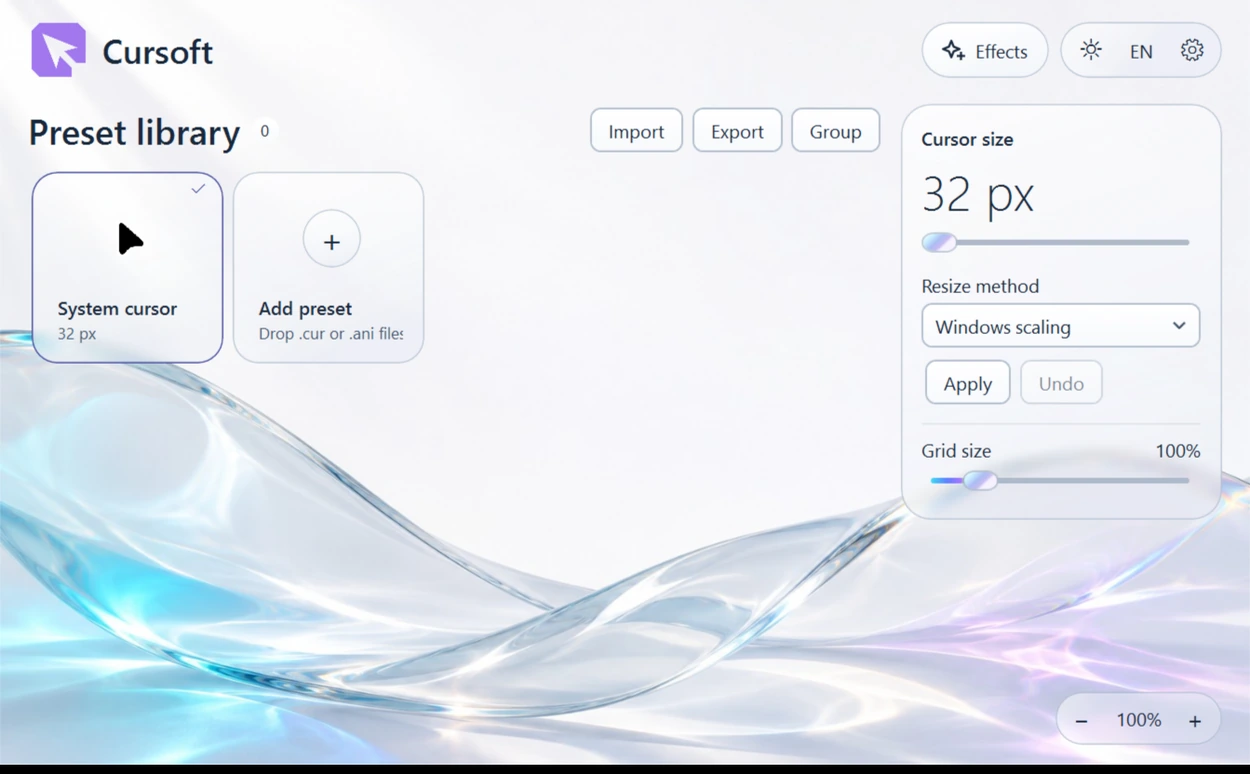 Cursoft
Effects
EN
Preset library 0
Import
Export
Group
System cursor
32 px
+
Add preset
Drop .cur or .ani files
Cursor size
32 px
Resize method
Windows scaling
Apply
Undo
Grid size 100%
− 100% +